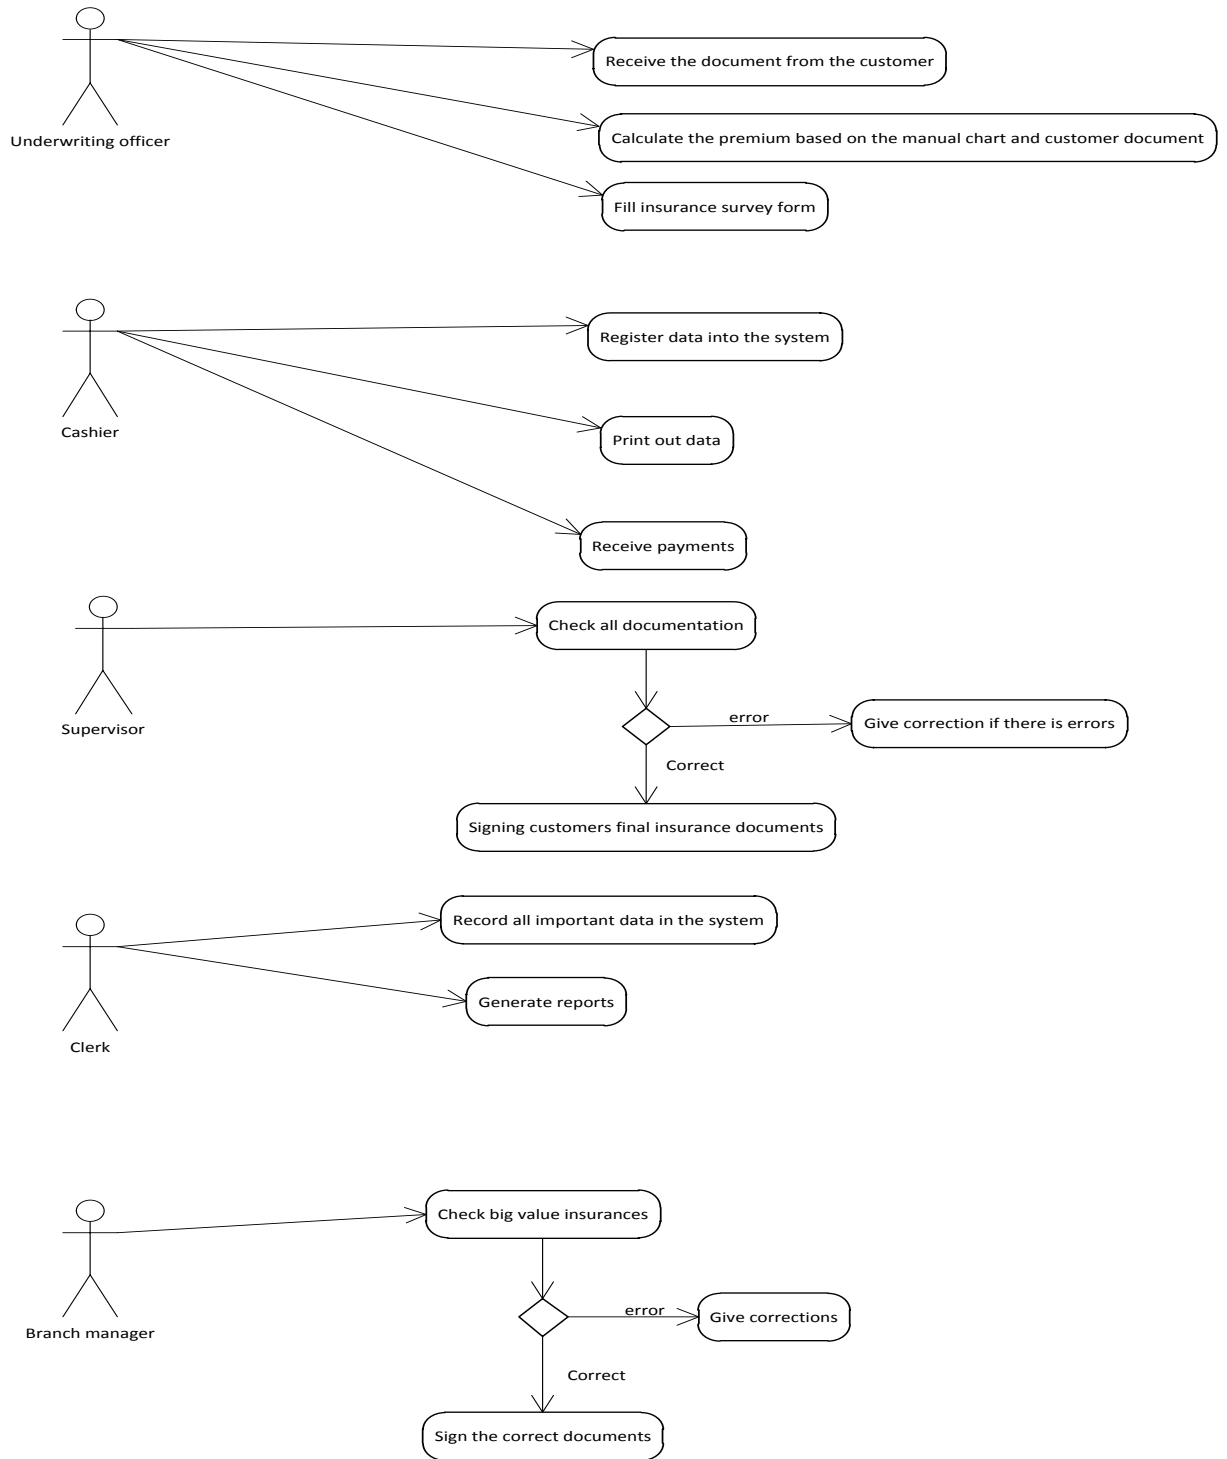 Receive the document from the customer
Calculate the premium based on the manual chart and customer document
Underwriting officer
Fill insurance survey form
Register data into the system
Cashier
Print out data
Receive payments
Check all documentation
Supervisor
error
Give correction if there is errors
Correct
Signing customers final insurance documents
Record all important data in the system
Generate reports
Clerk
Check big value insurances
error
Give corrections
Branch manager
Correct
Sign the correct documents